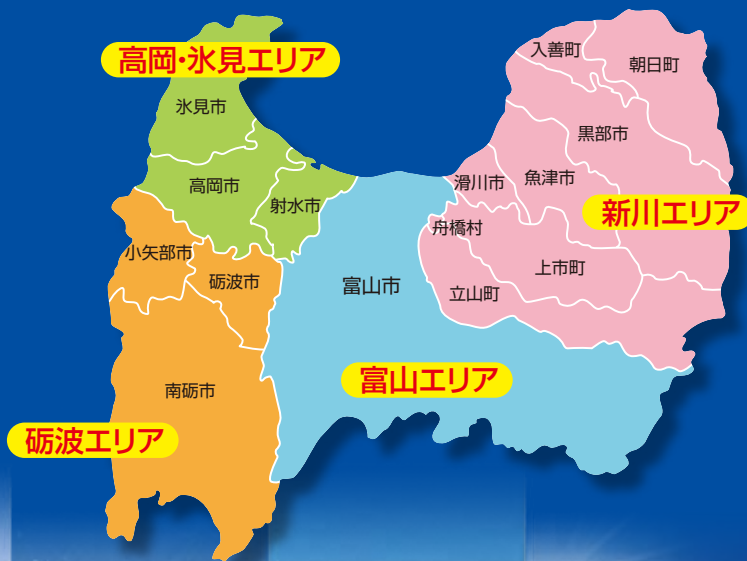 高岡・氷見エリア
氷見市
高岡市
射水市
小矢部市
砺波市
南砺市
砺波エリア
富山市
富山エリア
入善町
朝日町
黒部市
魚津市
滑川市
新川エリア
舟橋村
上市町
立山町